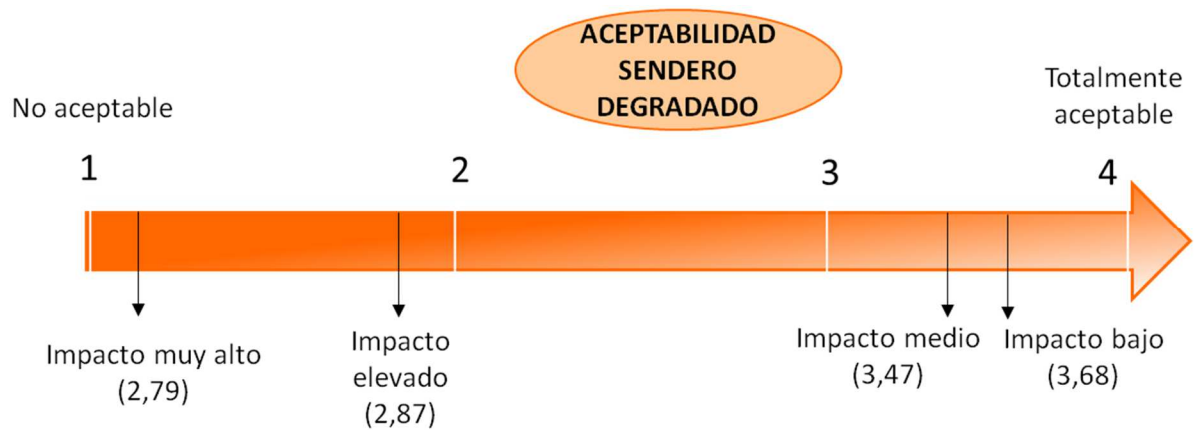 ACEPTABILIDAD
SENDERO
DEGRADADO
No aceptable
Totalmente
aceptable
1
2
3
4
Impacto muy alto
(2,79)
Impacto
elevado
(2,87)
Impacto medio
(3,47)
Impacto bajo
(3,68)